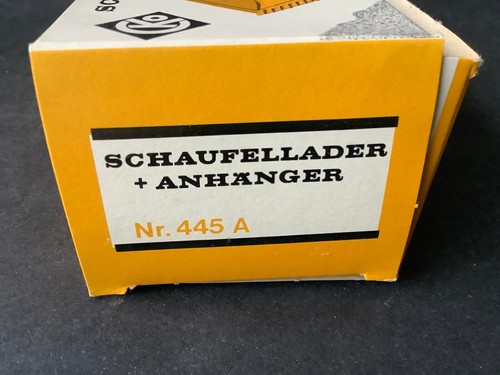 SCHAUFELLADER
+ ANHÄNGER
Nr. 445 A